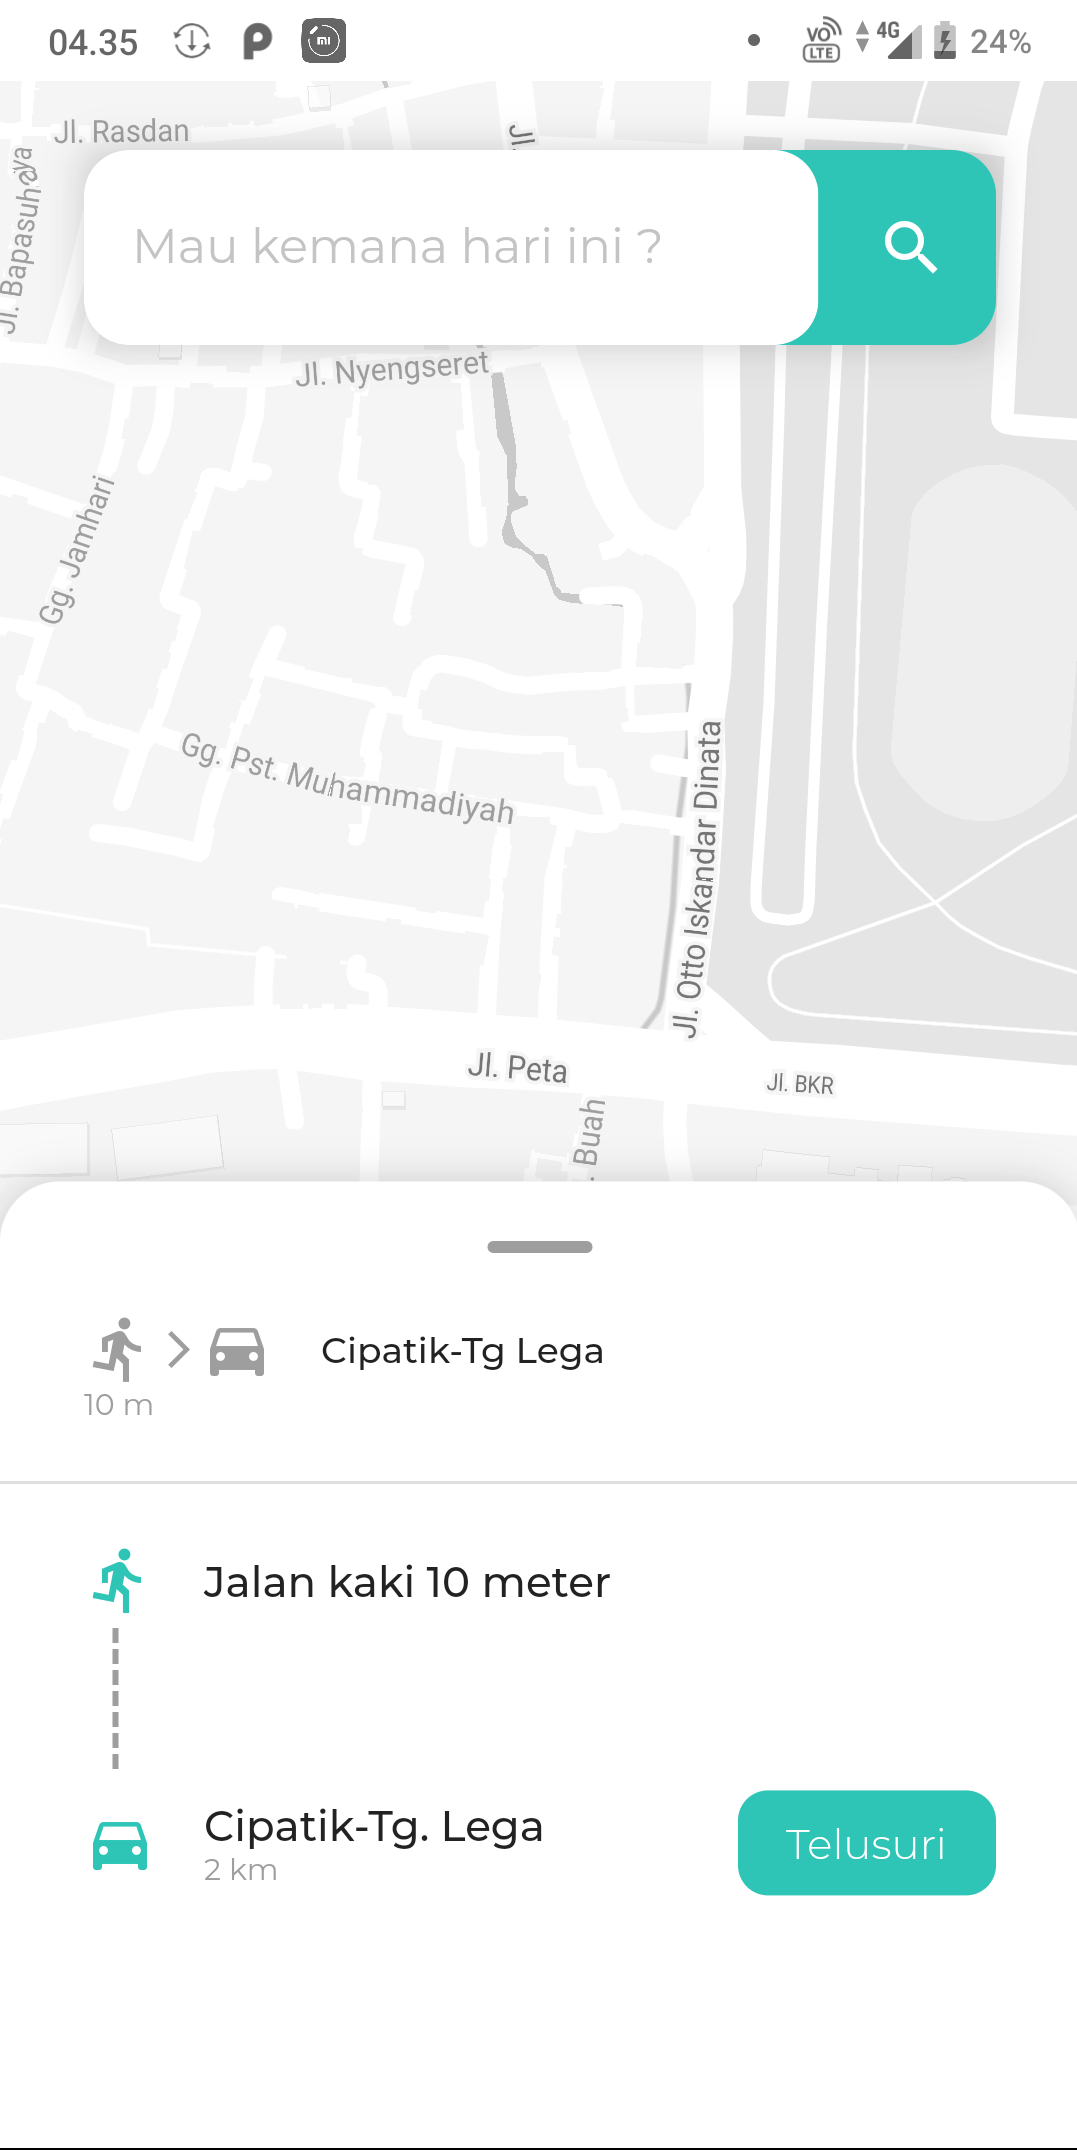 04.35
VO
LTE
4G
24%
mi
Jl. Rasdan
Jl.
Jl. Bapasuh
Mau kemana hari ini ?
Jl. Nyengseret
Gg. Jamhari
Gg. Pst. Muhammadiyah
Jl. Otto Iskandar Dinata
Jl. Peta
Jl. BKR
Buah
Cipatik-Tg Lega
10 m
Jalan kaki 10 meter
Cipatik-Tg. Lega
2 km
Telusuri